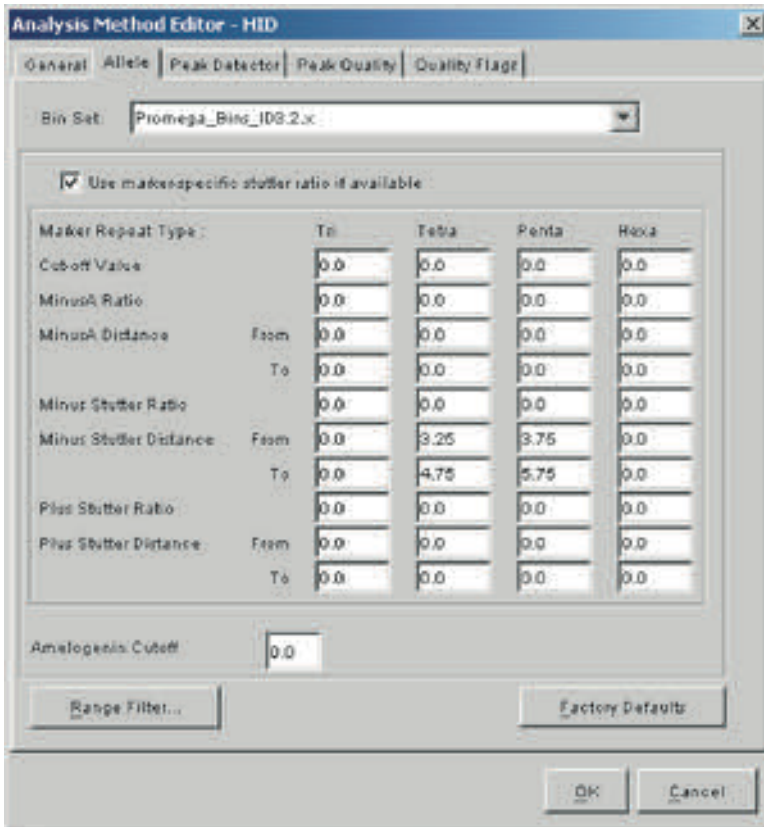 Analysis Method Editor - HID
General Allele Peak Detector Peak Quality Quality Flags
Bin Set: Promega_Bins_ID3.2.x
Use marker-specific stutter ratio if available
Marker Repeat Type : Tri Tetra Penta Hexa
Cut-off Value 0.0 0.0 0.0 0.0
MinusA Ratio 0.0 0.0 0.0 0.0
MinusA Distance From 0.0 0.0 0.0 0.0
To 0.0 0.0 0.0 0.0
Minus Stutter Ratio 0.0 0.0 0.0 0.0
Minus Stutter Distance From 0.0 3.25 3.75 0.0
To 0.0 4.75 5.75 0.0
Plus Stutter Ratio 0.0 0.0 0.0 0.0
Plus Stutter Distance From 0.0 0.0 0.0 0.0
To 0.0 0.0 0.0 0.0
Amelogenin Cutoff 0.0
Range Filter... Factory Defaults
OK Cancel